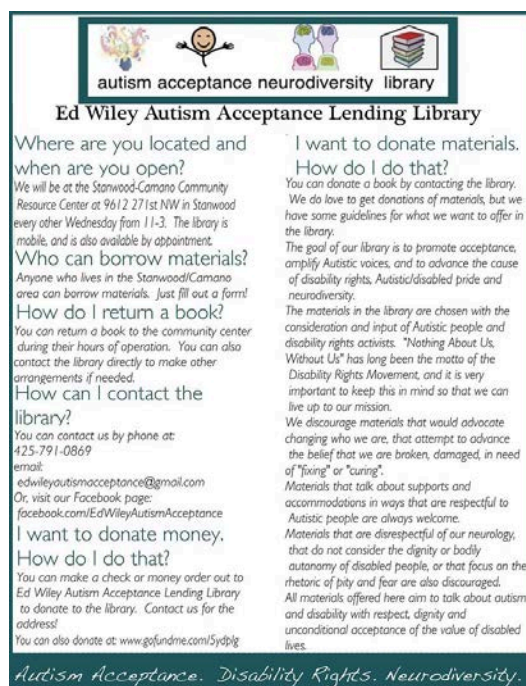 autism acceptance neurodiversity library
Ed Wiley Autism Acceptance Lending Library
Where are you located and
when are you open?
We will be at the Stanwood-Camano Community
Resource Center at 9612 271st NW in Stanwood
every other Wednesday from 11-3. The library is
mobile, and is also available by appointment.
Who can borrow materials?
Anyone who lives in the Stanwood/Camano
area can borrow materials. Just fill out a form!
How do I return a book?
You can return a book to the community center
during their hours of operation. You can also
contact the library directly to make other
arrangements if needed.
How can I contact the
library?
You can contact us by phone at:
425-791-0869
email:
edwileyautismacceptance@gmail.com
Or, visit our Facebook page:
facebook.com/EdWileyAutismAcceptance
I want to donate money.
How do I do that?
You can make a check or money order out to
Ed Wiley Autism Acceptance Lending Library
to donate to the library. Contact us for the
address!
You can also donate at: www.gofundme.com/5ydplg
I want to donate materials.
How do I do that?
You can donate a book by contacting the library.
We do love to get donations of materials, but we
have some guidelines for what we want to offer in
the library.
The goal of our library is to promote acceptance,
amplify Autistic voices, and to advance the cause
of disability rights, Autistic/disabled pride and
neurodiversity.
The materials in the library are chosen with the
consideration and input of Autistic people and
disability rights activists. "Nothing About Us,
Without Us" has long been the motto of the
Disability Rights Movement, and it is very
important to keep this in mind so that we can
live up to our mission.
We discourage materials that would advocate
changing who we are, that attempt to advance
the belief that we are broken, damaged, in need
of "fixing" or "curing".
Materials that talk about supports and
accommodations in ways that are respectful to
Autistic people are always welcome.
Materials that are disrespectful of our neurology,
that do not consider the dignity or bodily
autonomy of disabled people, or that focus on the
rhetoric of pity and fear are also discouraged.
All materials offered here aim to talk about autism
and disability with respect, dignity and
unconditional acceptance of the value of disabled
lives.
Autism Acceptance. Disability Rights. Neurodiversity.